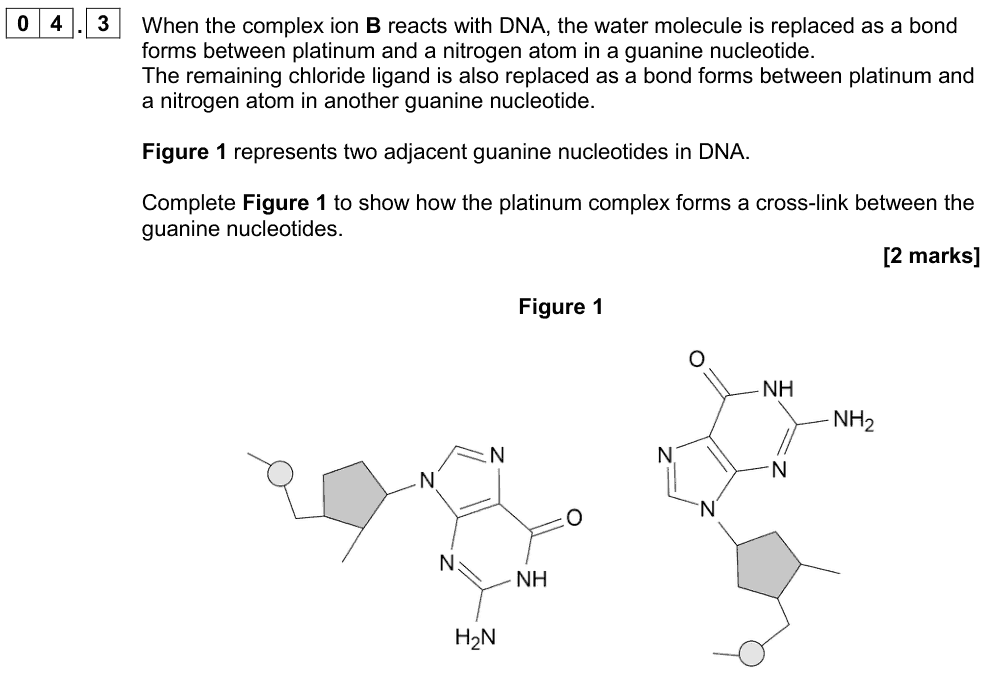 04.3 When the complex ion B reacts with DNA, the water molecule is replaced as a bond
forms between platinum and a nitrogen atom in a guanine nucleotide.
The remaining chloride ligand is also replaced as a bond forms between platinum and
a nitrogen atom in another guanine nucleotide.
Figure 1 represents two adjacent guanine nucleotides in DNA.
Complete Figure 1 to show how the platinum complex forms a cross-link between the
guanine nucleotides.
[2 marks]
Figure 1
O
NH
NH₂
N
N
N
N
N
O
N
NH
H₂N